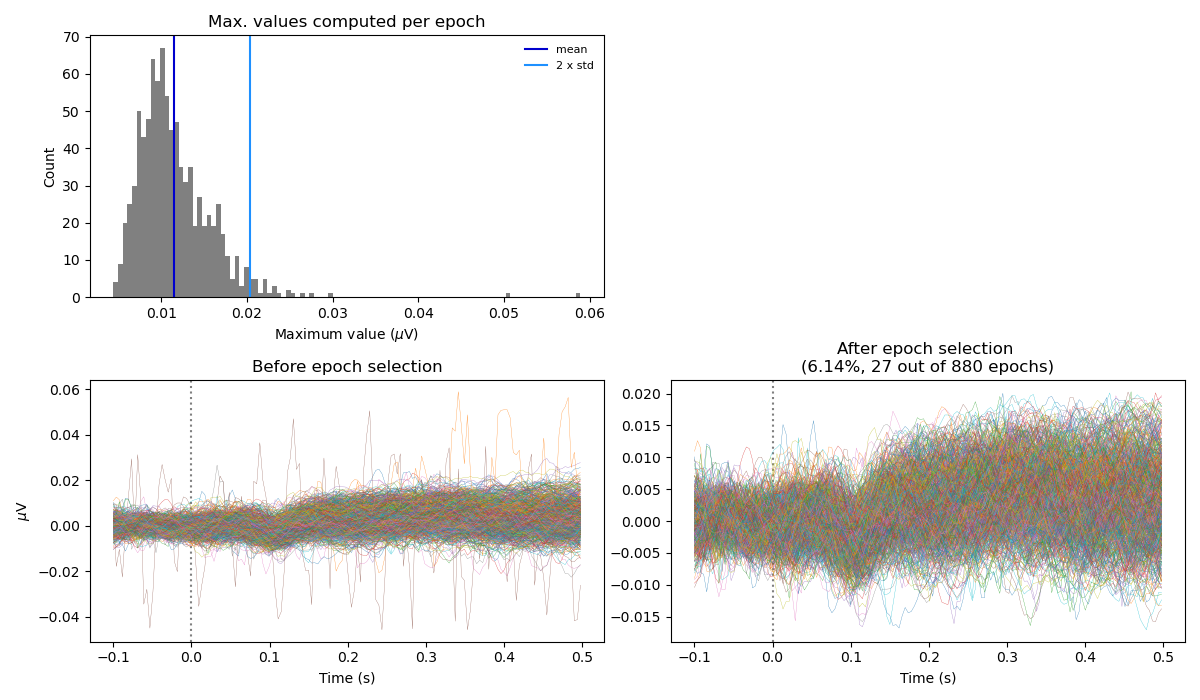 Max. values computed per epoch
70
60
50
40
30
20
10
0
Count
mean
2 x std
0.01 0.02 0.03 0.04 0.05 0.06
Maximum value (μV)
Before epoch selection
0.06
0.04
0.02
0.00
−0.02
−0.04
μV
−0.1 0.0 0.1 0.2 0.3 0.4 0.5
Time (s)
After epoch selection
(6.14%, 27 out of 880 epochs)
0.020
0.015
0.010
0.005
0.000
−0.005
−0.010
−0.015
−0.1 0.0 0.1 0.2 0.3 0.4 0.5
Time (s)